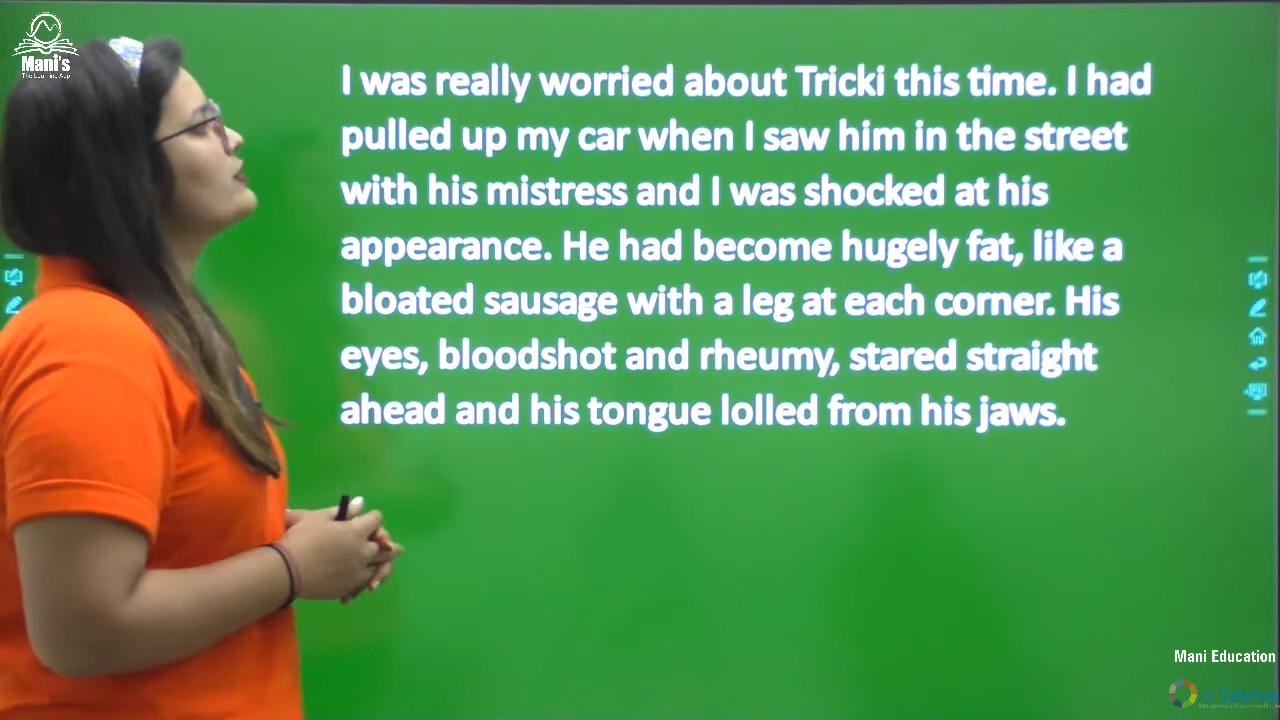 Mani's
The Learning App
I was really worried about Tricki this time. I had
pulled up my car when I saw him in the street
with his mistress and I was shocked at his
appearance. He had become hugely fat, like a
bloated sausage with a leg at each corner. His
eyes, bloodshot and rheumy, stared straight
ahead and his tongue lolled from his jaws.
Mani Education